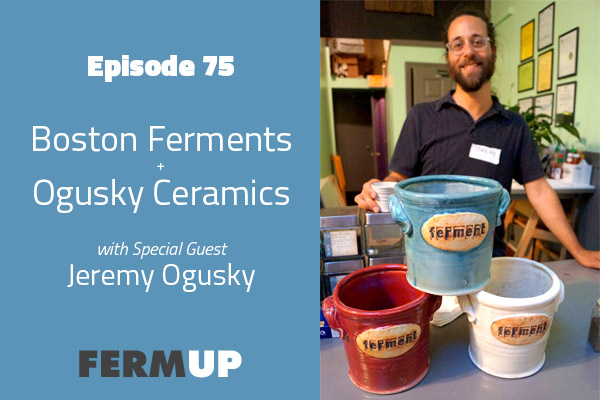 Episode 75
Boston Ferments
+
Ogusky Ceramics
with Special Guest
Jeremy Ogusky
FERMUP
ferment
ferment
ferment